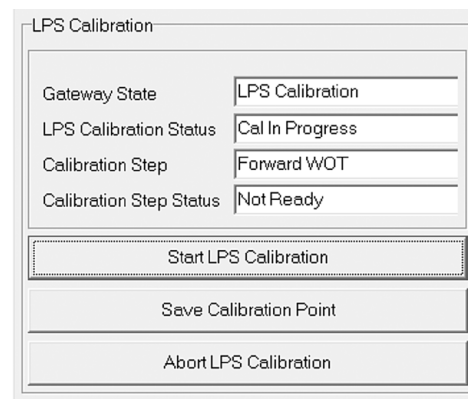 LPS Calibration
Gateway State LPS Calibration
LPS Calibration Status Cal In Progress
Calibration Step Forward WOT
Calibration Step Status Not Ready
Start LPS Calibration
Save Calibration Point
Abort LPS Calibration